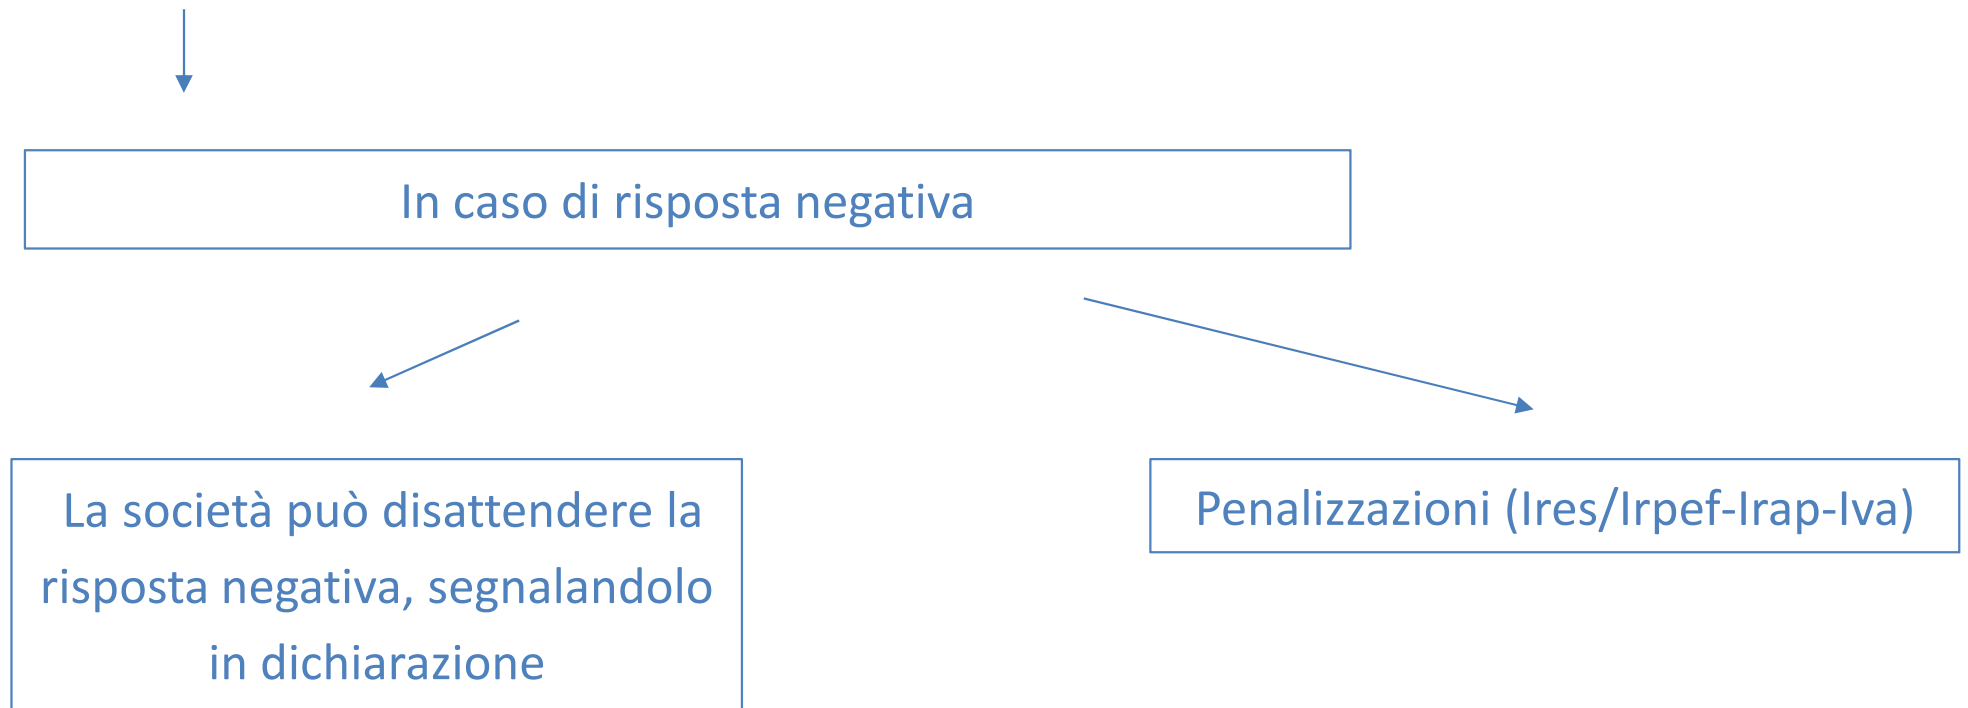 In caso di risposta negativa
La società può disattendere la
risposta negativa, segnalandolo
in dichiarazione
Penalizzazioni (Ires/Irpef-Irap-Iva)